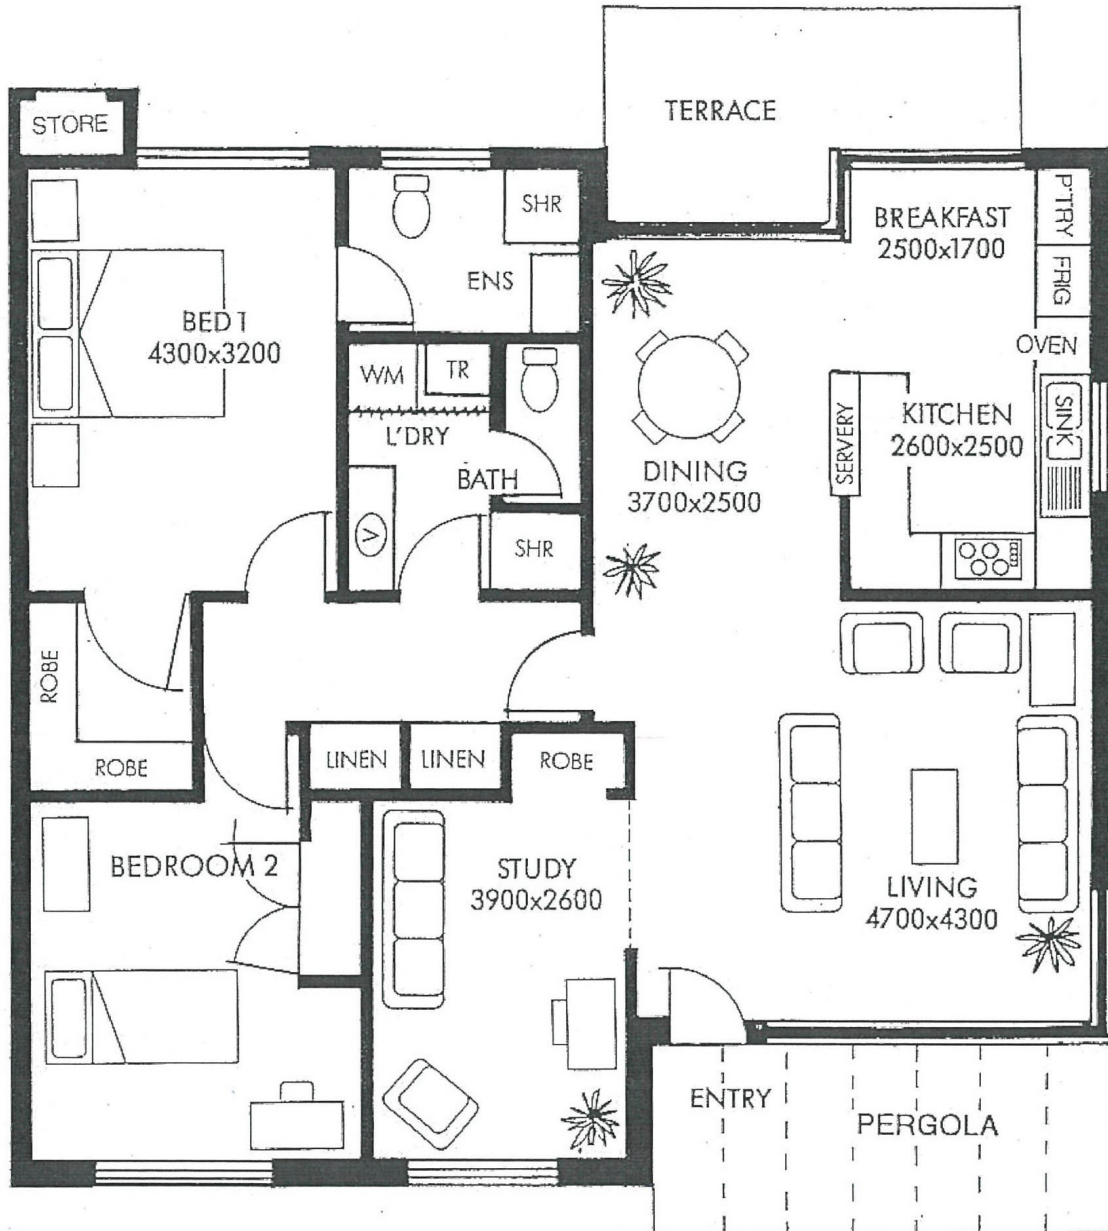 TERRACE
STORE
SHR
P'TRY
BREAKFAST
2500x1700
ENS
FRIG
BED 1
4300x3200
OVEN
WM
TR
L'DRY
BATH
KITCHEN
2600x2500
SERVERY
SINK
DINING
3700x2500
V
SHR
ROBE
ROBE
LINEN
LINEN
ROBE
BEDROOM 2
STUDY
3900x2600
LIVING
4700x4300
ENTRY
PERGOLA